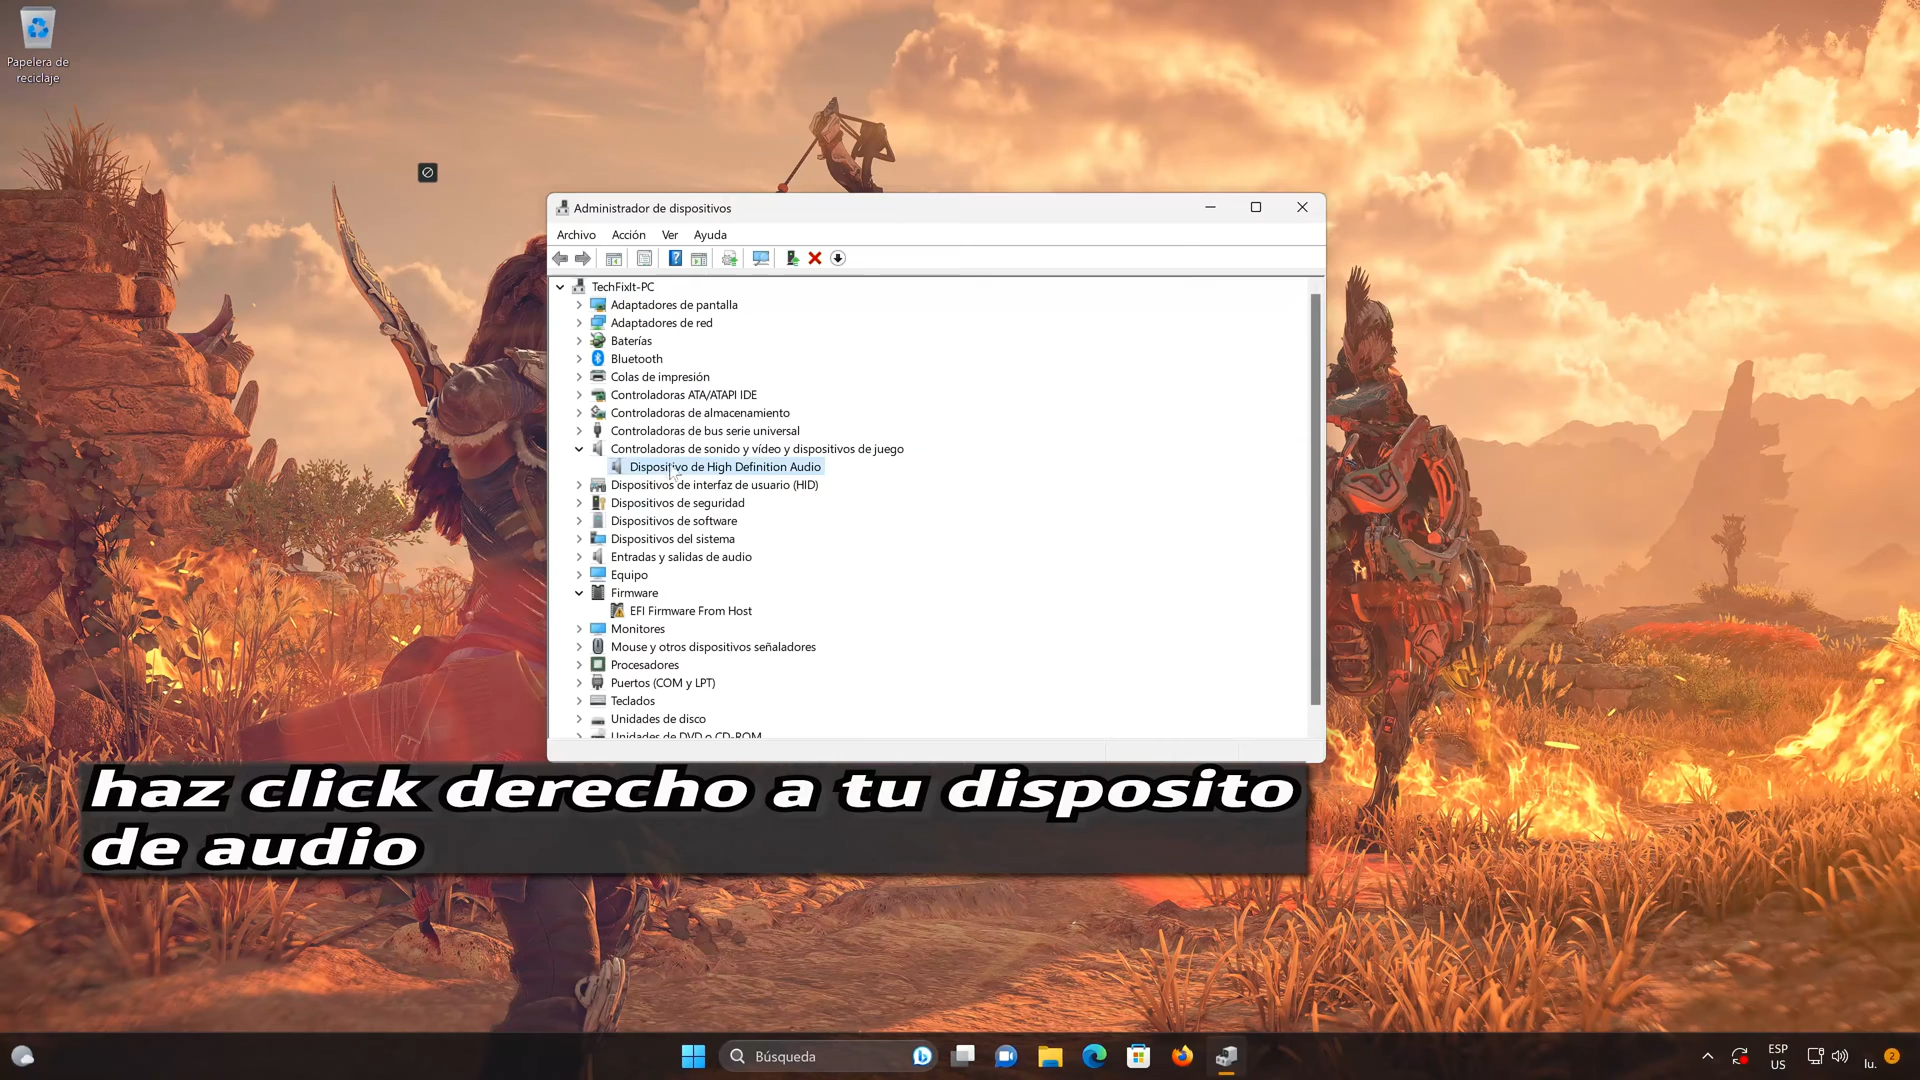 Papelera de
reciclaje
Administrador de dispositivos
Archivo Acción Ver Ayuda
TechFixIt-PC
Adaptadores de pantalla
Adaptadores de red
Baterías
Bluetooth
Colas de impresión
Controladoras ATA/ATAPI IDE
Controladoras de almacenamiento
Controladoras de bus serie universal
Controladoras de sonido y vídeo y dispositivos de juego
Dispositivo de High Definition Audio
Dispositivos de interfaz de usuario (HID)
Dispositivos de seguridad
Dispositivos de software
Dispositivos del sistema
Entradas y salidas de audio
Equipo
Firmware
EFI Firmware From Host
Monitores
Mouse y otros dispositivos señaladores
Procesadores
Puertos (COM y LPT)
Teclados
Unidades de disco
Unidades de DVD o CD-ROM
haz click derecho a tu disposito
de audio
Búsqueda
ESP
US
lu.
2